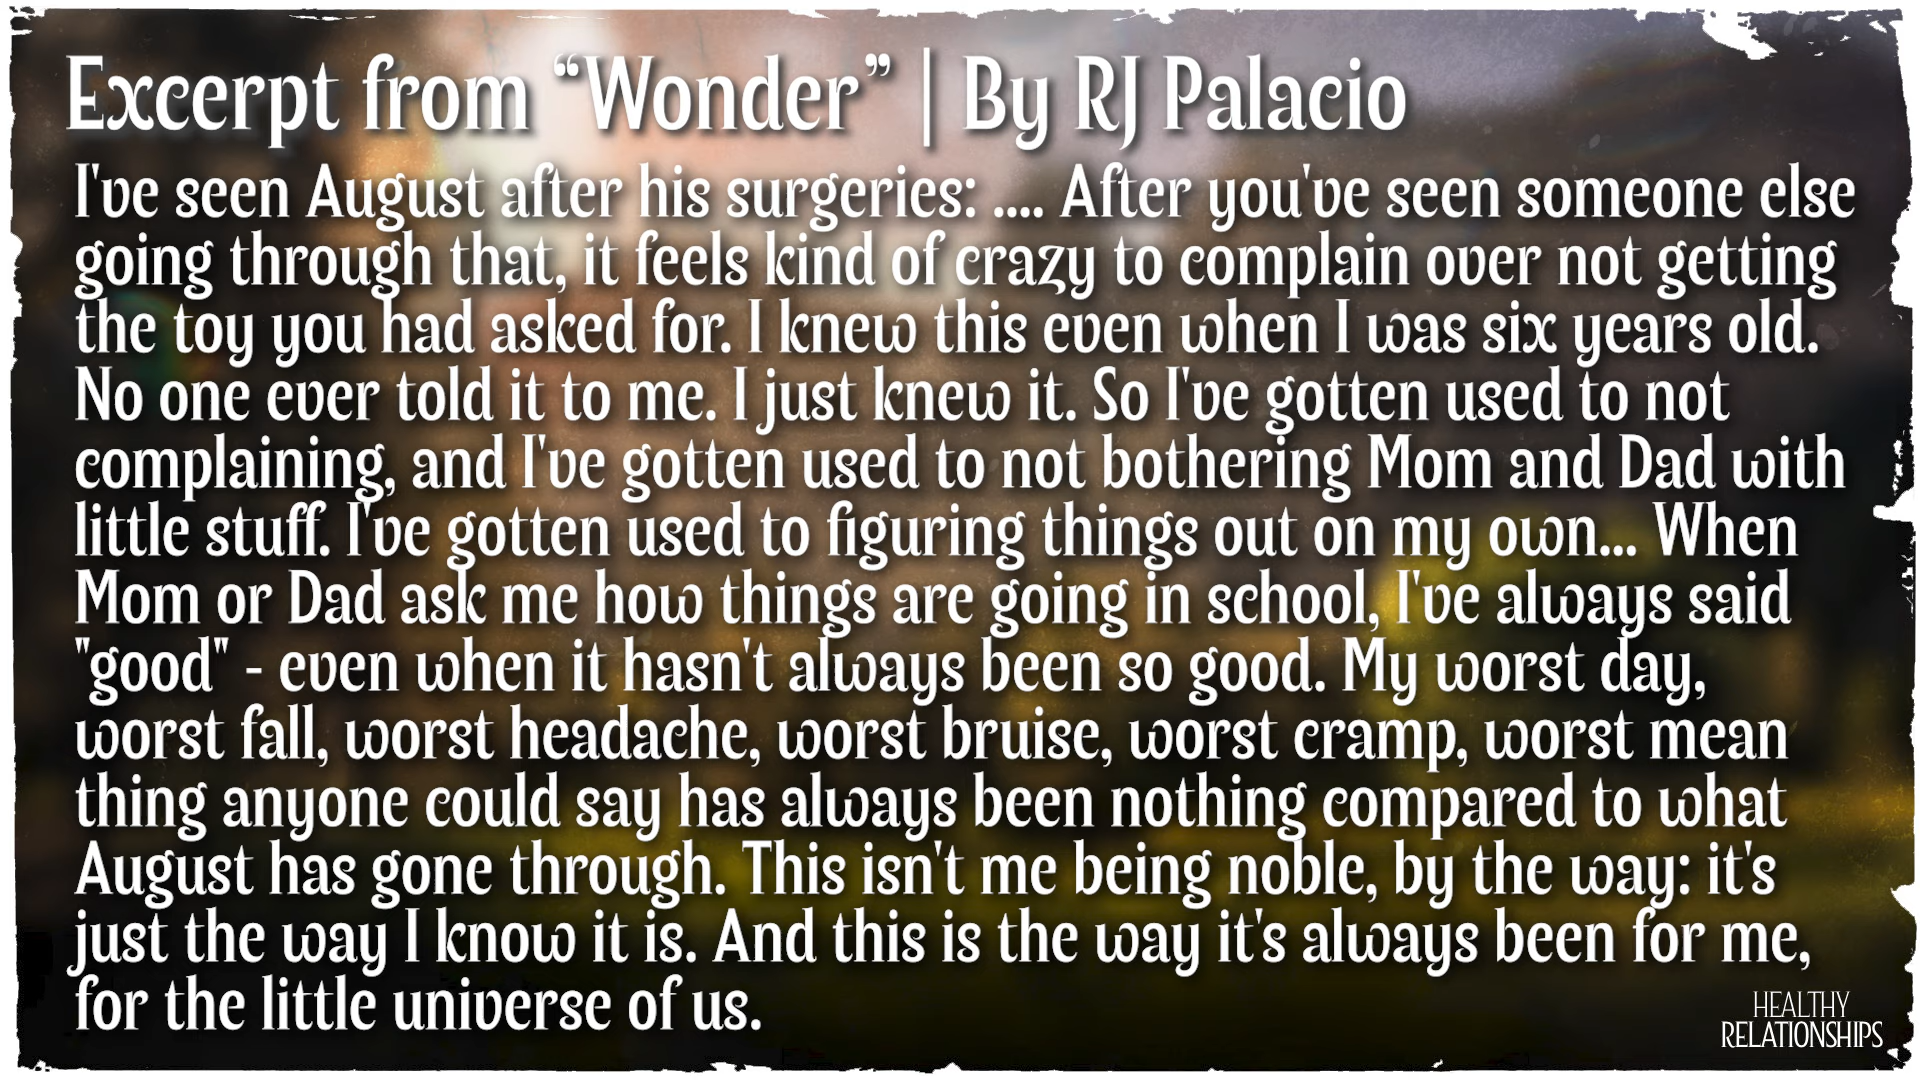 Excerpt from “Wonder” | By RJ Palacio
I've seen August after his surgeries: .... After you've seen someone else
going through that, it feels kind of crazy to complain over not getting
the toy you had asked for. I knew this even when I was six years old.
No one ever told it to me. I just knew it. So I've gotten used to not
complaining, and I've gotten used to not bothering Mom and Dad with
little stuff. I've gotten used to figuring things out on my own... When
Mom or Dad ask me how things are going in school, I've always said
"good" - even when it hasn't always been so good. My worst day,
worst fall, worst headache, worst bruise, worst cramp, worst mean
thing anyone could say has always been nothing compared to what
August has gone through. This isn't me being noble, by the way: it's
just the way I know it is. And this is the way it's always been for me,
for the little universe of us.
HEALTHY
RELATIONSHIPS